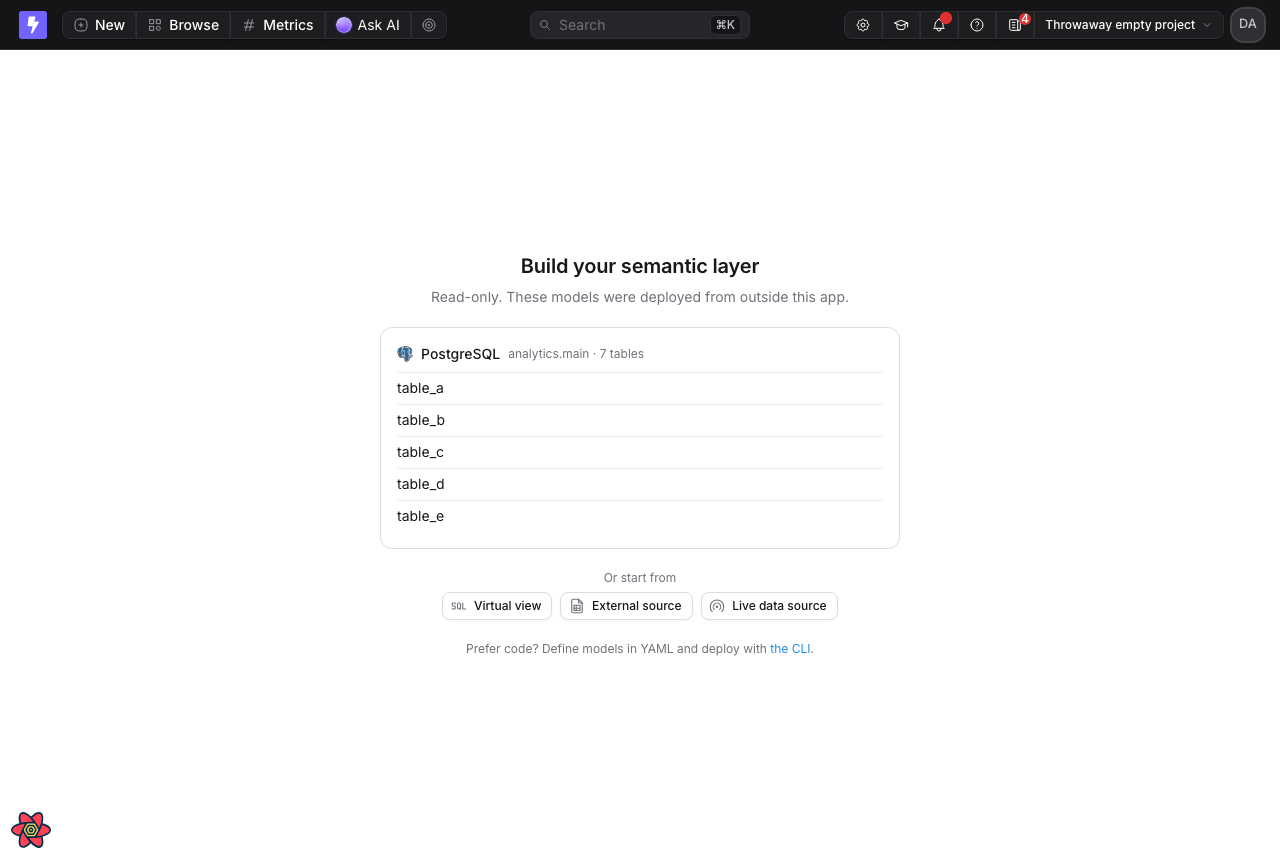 New Browse Metrics Ask AI Search ⌘K 4 Throwaway empty project DA
Build your semantic layer
Read-only. These models were deployed from outside this app.
PostgreSQL analytics.main · 7 tables
table_a
table_b
table_c
table_d
table_e
Or start from
SQL Virtual view External source Live data source
Prefer code? Define models in YAML and deploy with the CLI.